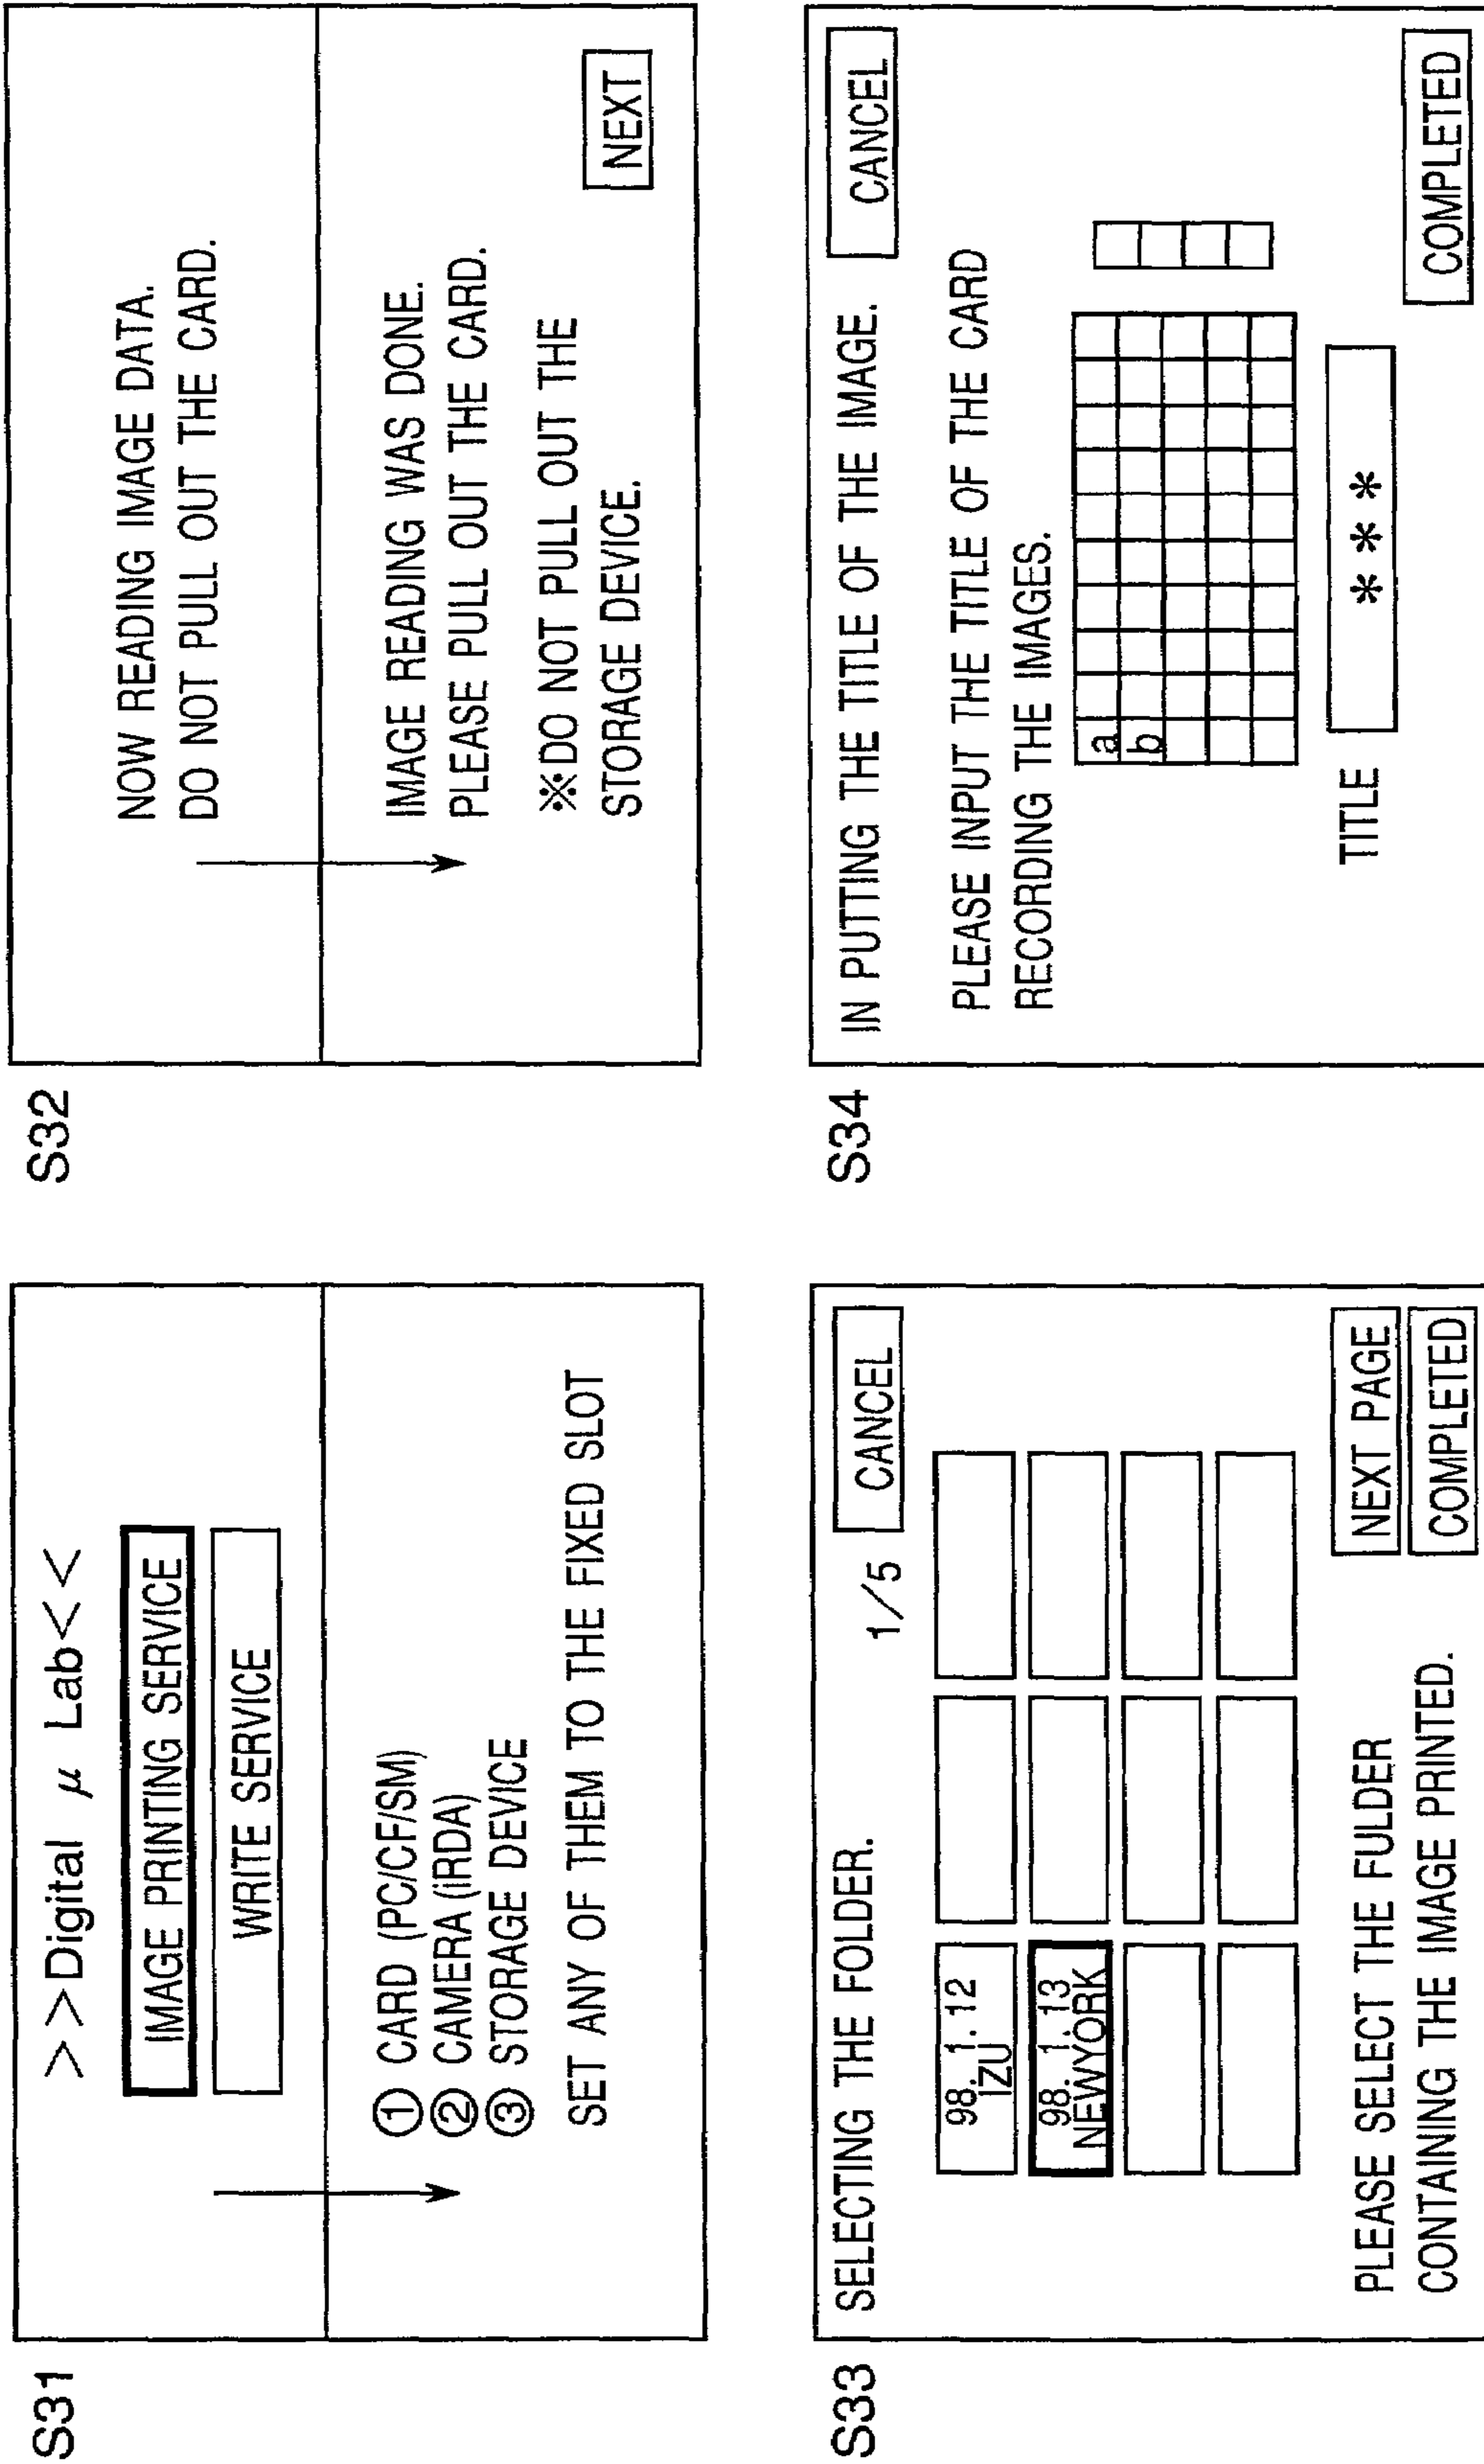 S31
>>Digital μ Lab<<
IMAGE PRINTING SERVICE
WRITE SERVICE
① CARD (PC/CF/SM)
② CAMERA (iRDA)
③ STORAGE DEVICE
SET ANY OF THEM TO THE FIXED SLOT
S32
NOW READING IMAGE DATA.
DO NOT PULL OUT THE CARD.
IMAGE READING WAS DONE.
PLEASE PULL OUT THE CARD.
※DO NOT PULL OUT THE
STORAGE DEVICE.
NEXT
S33
SELECTING THE FOLDER.
1/5
CANCEL
98. 1. 12
IZU
98. 1. 13
NEWYORK
PLEASE SELECT THE FULDER
CONTAINING THE IMAGE PRINTED.
NEXT PAGE
COMPLETED
S34
IN PUTTING THE TITLE OF THE IMAGE.
CANCEL
PLEASE INPUT THE TITLE OF THE CARD
RECORDING THE IMAGES.
a
b
TITLE
***
COMPLETED